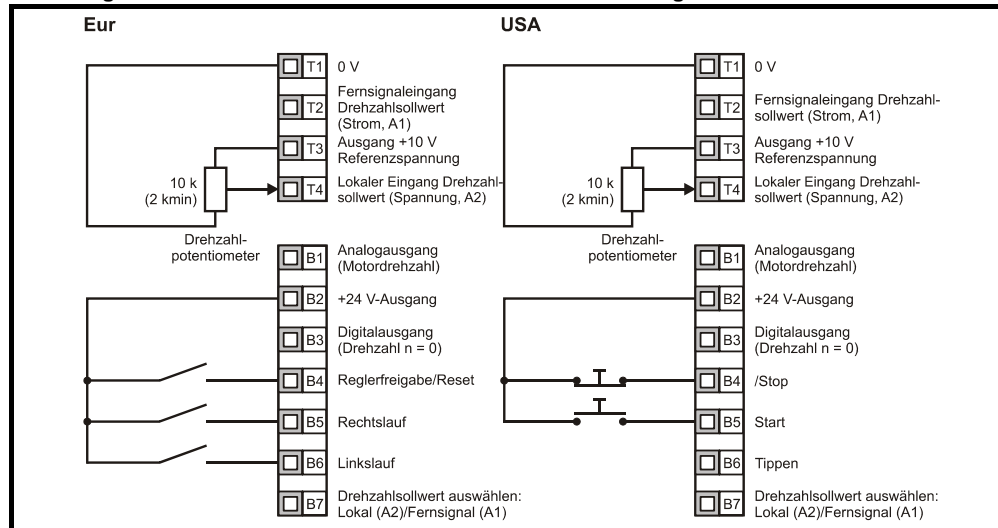 Eur
T1 0 V
T2 Fernsignaleingang
Drehzahlsollwert
(Strom, A1)
T3 Ausgang +10 V
Referenzspannung
T4 Lokaler Eingang Drehzahl-
sollwert (Spannung, A2)
10 k
(2 kmin)
Drehzahl-
potentiometer
B1 Analogausgang
(Motordrehzahl)
B2 +24 V-Ausgang
B3 Digitalausgang
(Drehzahl n = 0)
B4 Reglerfreigabe/Reset
B5 Rechtslauf
B6 Linkslauf
B7 Drehzahlsollwert auswählen:
Lokal (A2)/Fernsignal (A1)
USA
T1 0 V
T2 Fernsignaleingang Drehzahl-
sollwert (Strom, A1)
T3 Ausgang +10 V
Referenzspannung
T4 Lokaler Eingang Drehzahl-
sollwert (Spannung, A2)
10 k
(2 kmin)
Drehzahl-
potentiometer
B1 Analogausgang
(Motordrehzahl)
B2 +24 V-Ausgang
B3 Digitalausgang
(Drehzahl n = 0)
B4 /Stop
B5 Start
B6 Tippen
B7 Drehzahlsollwert auswählen:
Lokal (A2)/Fernsignal (A1)